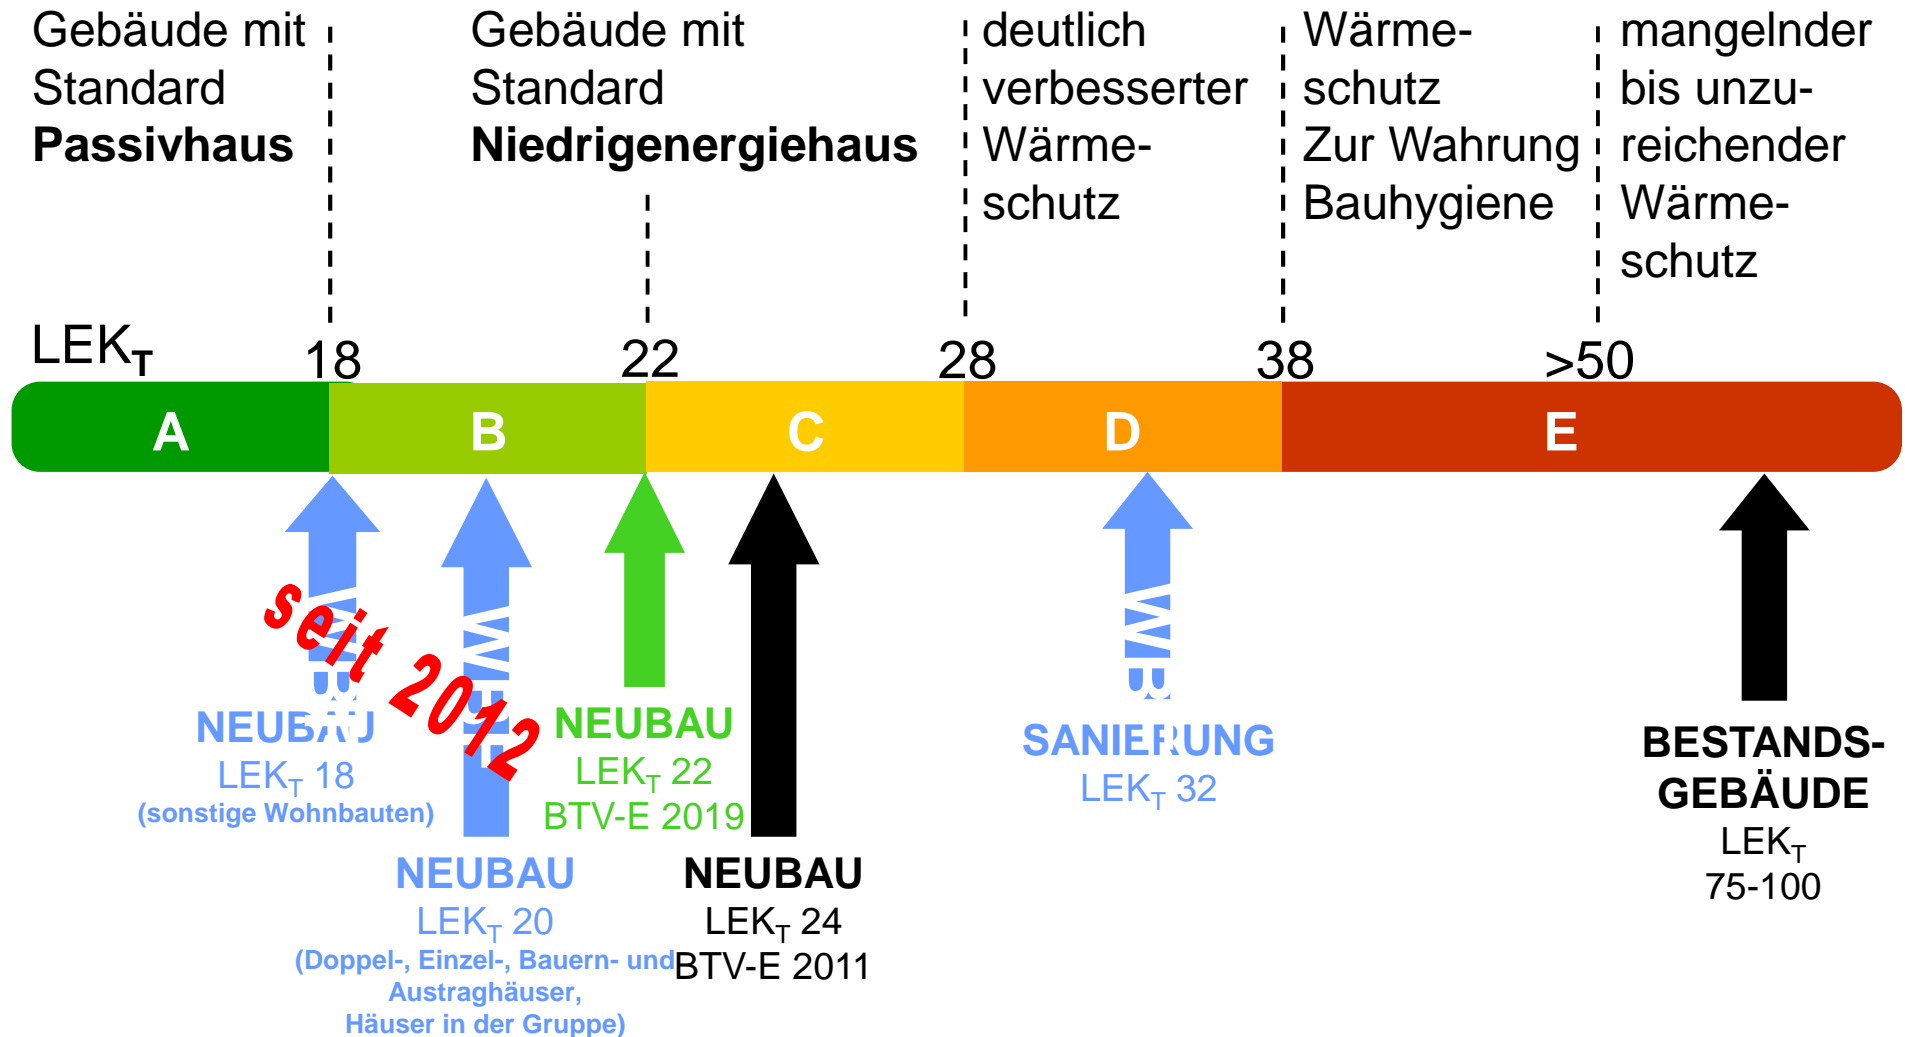 Gebäude mit
Standard
Passivhaus
Gebäude mit
Standard
Niedrigenergiehaus
deutlich
verbesserter
Wärme-
schutz
Wärme-
schutz
Zur Wahrung
Bauhygiene
mangelnder
bis unzu-
reichender
Wärme-
schutz
LEKT 18 22 28 38 >50
A B C D E
seit 2012
NEUBAU
LEKT 18
(sonstige Wohnbauten)
NEUBAU
LEKT 20
(Doppel-, Einzel-, Bauern- und
Austraghäuser,
Häuser in der Gruppe)
NEUBAU
LEKT 22
BTV-E 2019
NEUBAU
LEKT 24
BTV-E 2011
SANIERUNG
LEKT 32
BESTANDS-
GEBÄUDE
LEKT
75-100